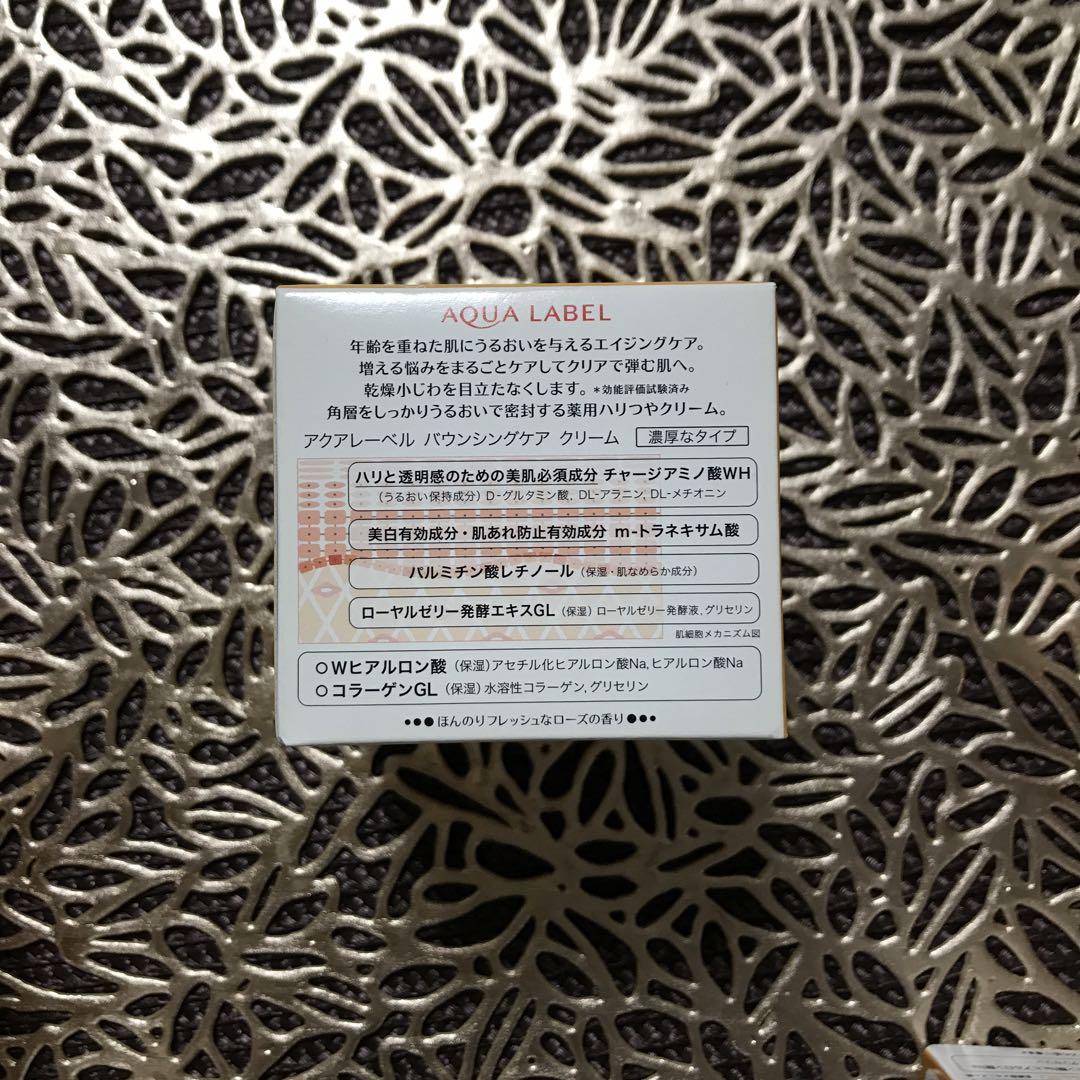 AQUA LABEL
年齢を重ねた肌にうるおいを与えるエイジングケア。
増える悩みをまるごとケアしてクリアで弾む肌へ。
乾燥小じわを目立たなくします。*効能評価試験済み
角層をしっかりうるおいで密封する薬用ハリつやクリーム。
アクアレーベル バウンシングケア クリーム 濃厚なタイプ
ハリと透明感のための美肌必須成分 チャージアミノ酸WH
(うるおい保持成分) D-グルタミン酸, DL-アラニン, DL-メチオニン
美白有効成分・肌あれ防止有効成分 m-トラネキサム酸
パルミチン酸レチノール (保湿・肌なめらか成分)
ローヤルゼリー発酵エキスGL (保湿) ローヤルゼリー発酵液, グリセリン
肌細胞メカニズム図
○Wヒアルロン酸 (保湿) アセチル化ヒアルロン酸Na, ヒアルロン酸Na
○コラーゲンGL (保湿) 水溶性コラーゲン, グリセリン
•●●ほんのりフレッシュなローズの香り●●•